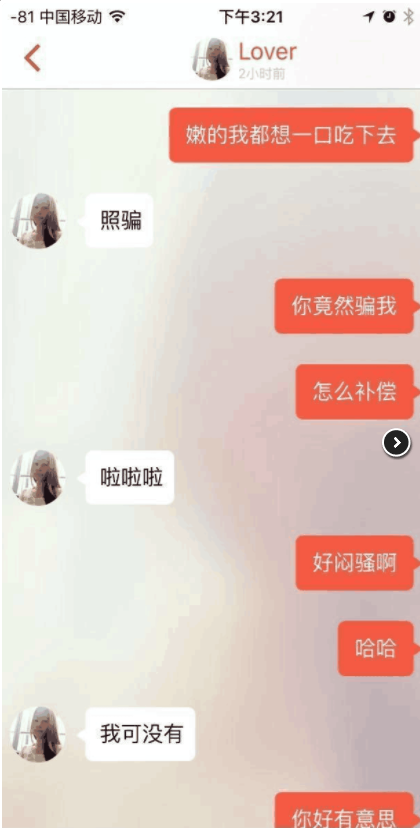 -81 中国移动 下午3:21
Lover
2小时前
嫩的我都想一口吃下去
照骗
你竟然骗我
怎么补偿
啦啦啦
好闷骚啊
哈哈
我可没有
你好有意思